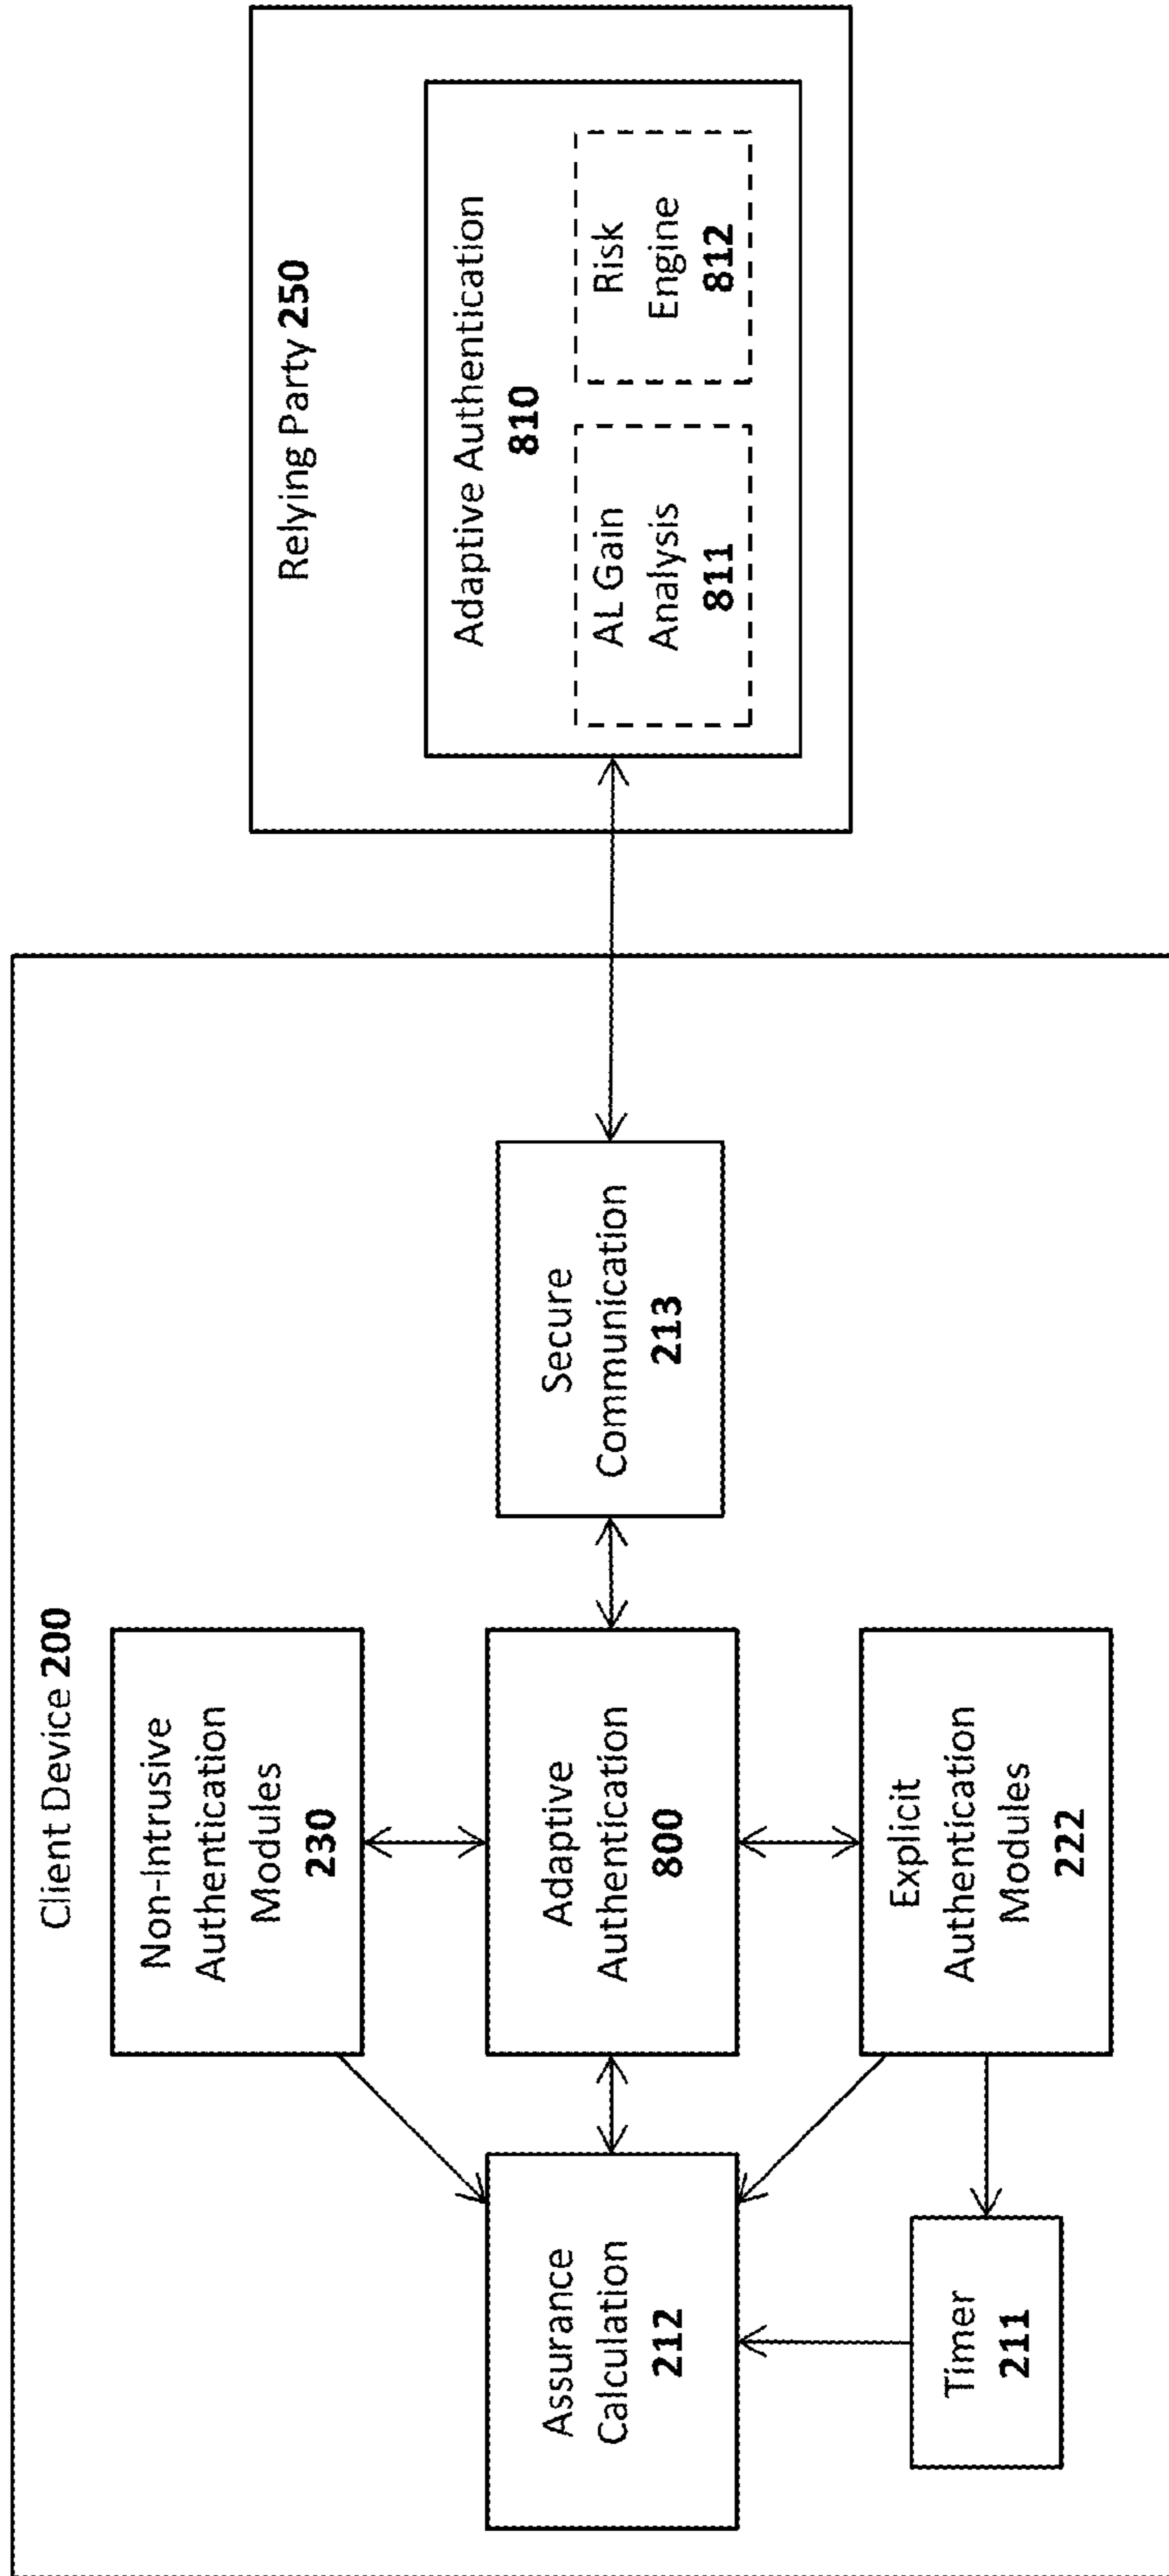 Client Device 200
Non-Intrusive
Authentication
Modules
230
Assurance
Calculation
212
Adaptive
Authentication
800
Secure
Communication
213
Timer
211
Explicit
Authentication
Modules
222
Relying Party 250
Adaptive Authentication
810
AL Gain
Analysis
811
Risk
Engine
812